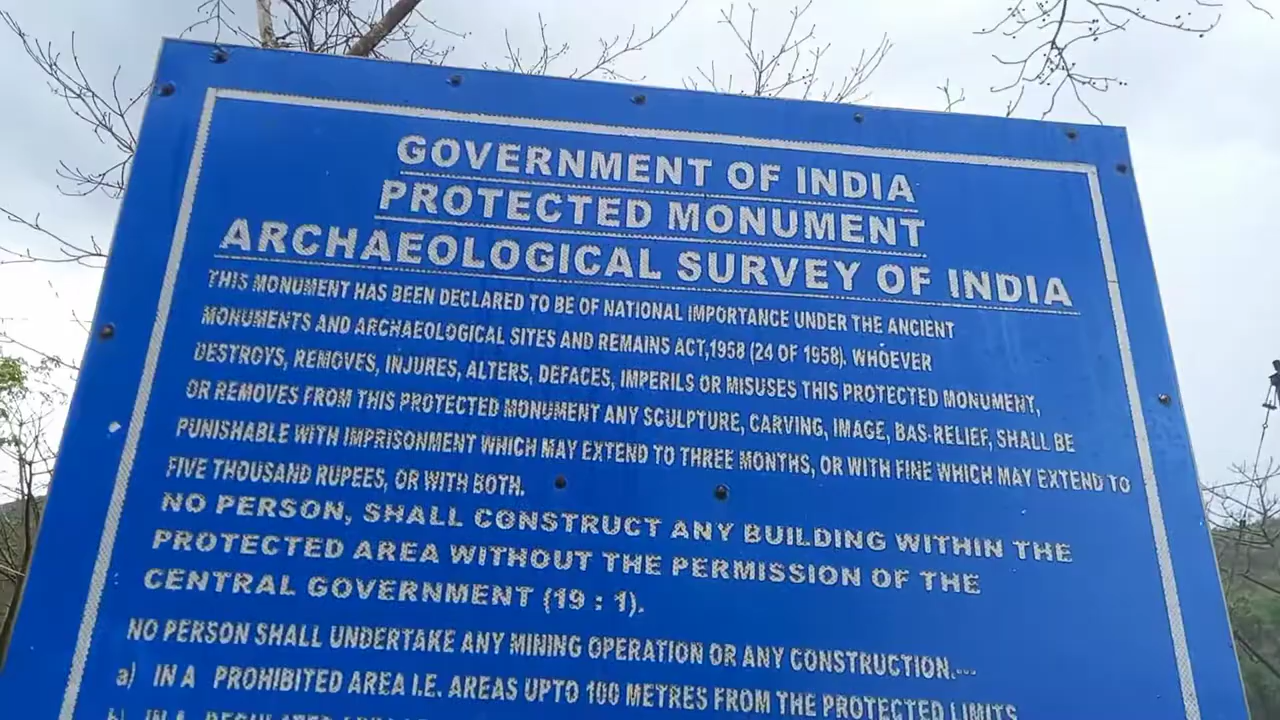 GOVERNMENT OF INDIA
PROTECTED MONUMENT
ARCHAEOLOGICAL SURVEY OF INDIA
THIS MONUMENT HAS BEEN DECLARED TO BE OF NATIONAL IMPORTANCE UNDER THE ANCIENT
MONUMENTS AND ARCHAEOLOGICAL SITES AND REMAINS ACT,1958 (24 OF 1958). WHOEVER
DESTROYS, REMOVES, INJURES, ALTERS, DEFACES, IMPERILS OR MISUSES THIS PROTECTED MONUMENT,
OR REMOVES FROM THIS PROTECTED MONUMENT ANY SCULPTURE, CARVING, IMAGE, BAS-RELIEF, SHALL BE
PUNISHABLE WITH IMPRISONMENT WHICH MAY EXTEND TO THREE MONTHS, OR WITH FINE WHICH MAY EXTEND TO
FIVE THOUSAND RUPEES, OR WITH BOTH.
NO PERSON, SHALL CONSTRUCT ANY BUILDING WITHIN THE
PROTECTED AREA WITHOUT THE PERMISSION OF THE
CENTRAL GOVERNMENT (19 : 1).
NO PERSON SHALL UNDERTAKE ANY MINING OPERATION OR ANY CONSTRUCTION.---
a) IN A PROHIBITED AREA I.E. AREAS UPTO 100 METRES FROM THE PROTECTED LIMITS